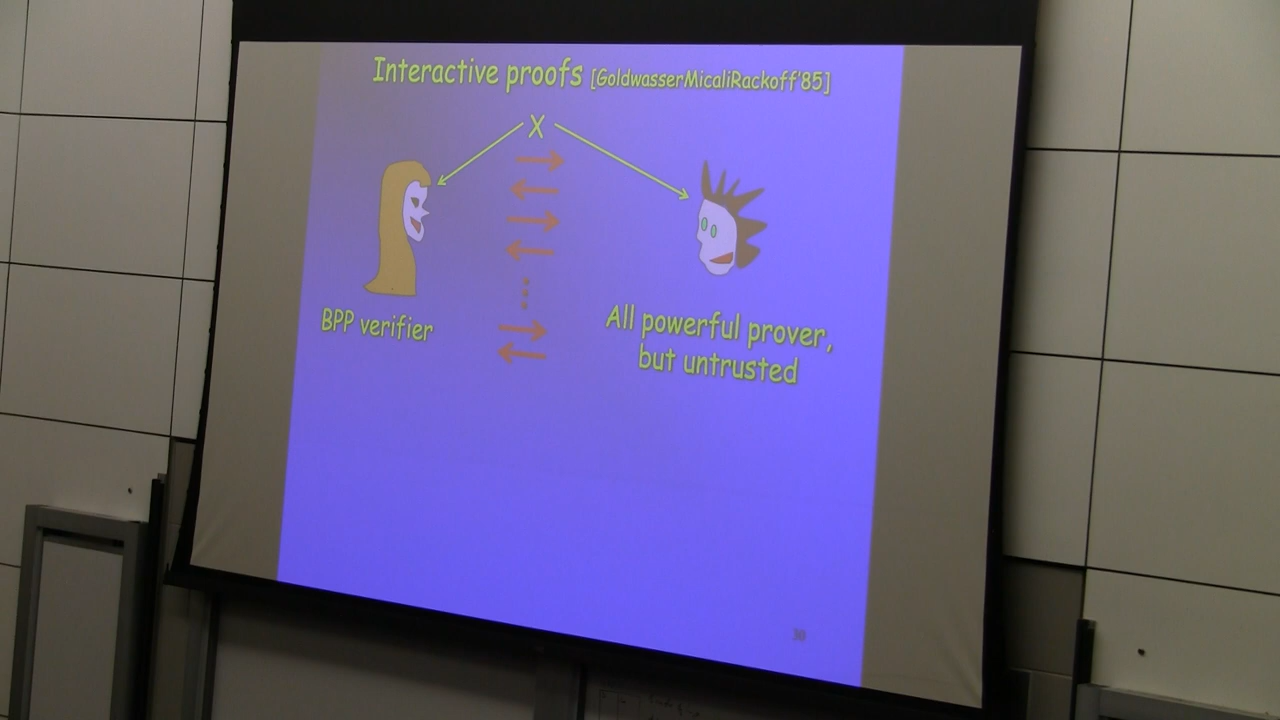 Interactive proofs [GoldwasserMicaliRackoff'85]
X
BPP verifier
All powerful prover,
but untrusted